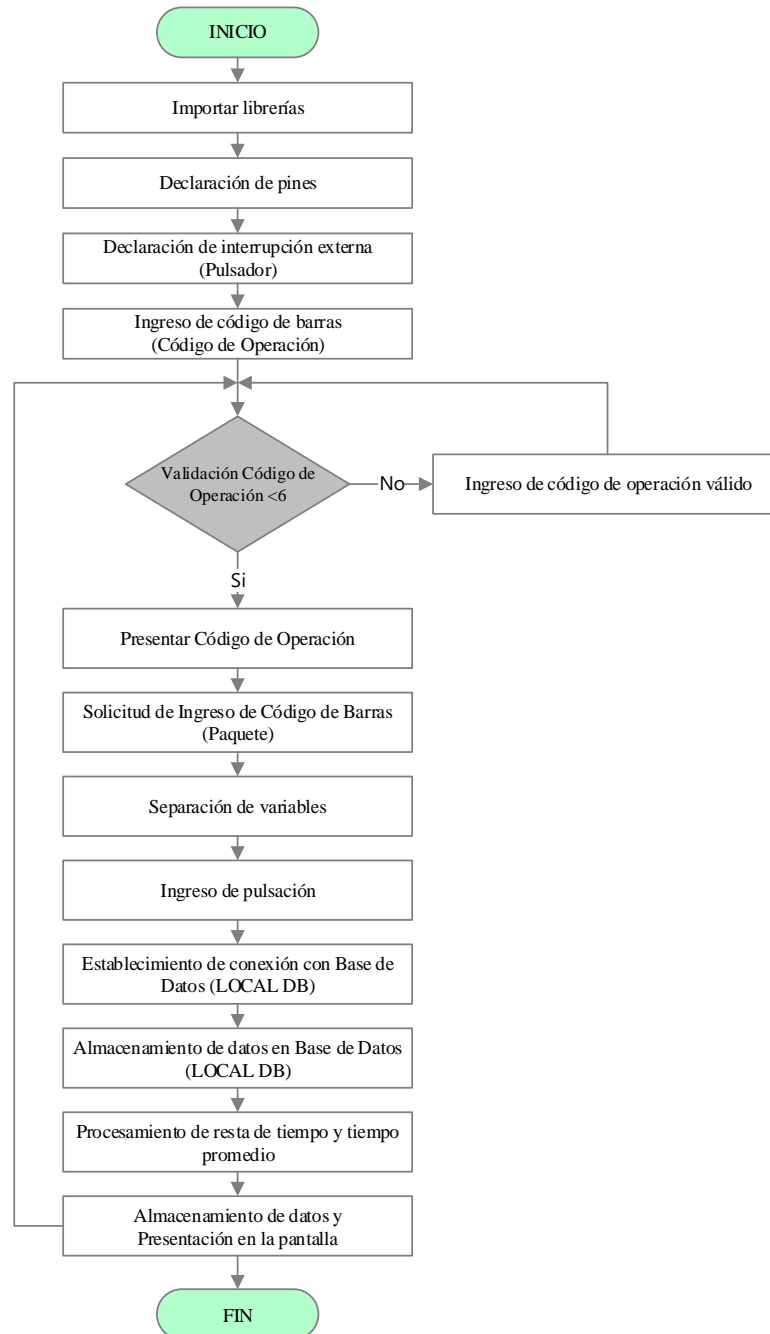 INICIO
Importar librerías
Declaración de pines
Declaración de interrupción externa
(Pulsador)
Ingreso de código de barras
(Código de Operación)
Validación Código de
Operación <6
No
Ingreso de código de operación válido
Si
Presentar Código de Operación
Solicitud de Ingreso de Código de Barras
(Paquete)
Separación de variables
Ingreso de pulsación
Establecimiento de conexión con Base de
Datos (LOCAL DB)
Almacenamiento de datos en Base de Datos
(LOCAL DB)
Procesamiento de resta de tiempo y tiempo
promedio
Almacenamiento de datos y
Presentación en la pantalla
FIN